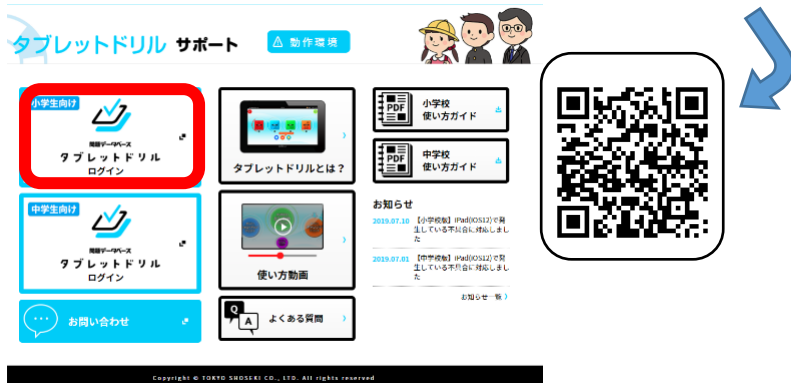 タブレットドリル サポート
動作環境
小学生向け
問題データベース
タブレットドリル
ログイン
中学生向け
問題データベース
タブレットドリル
ログイン
お問い合わせ
タブレットドリルとは?
使い方動画
Q
A
よくある質問
PDF
小学校
使い方ガイド
PDF
中学校
使い方ガイド
お知らせ
2019.07.10 【小学校版】iPad(iOS12)で発
生している不具合に対応しまし
た
2019.07.01 【中学校版】iPad(iOS12)で発
生している不具合に対応しまし
た
お知らせ一覧
Copyright © TOKYO SHOSEKI CO., LTD. All rights reserved